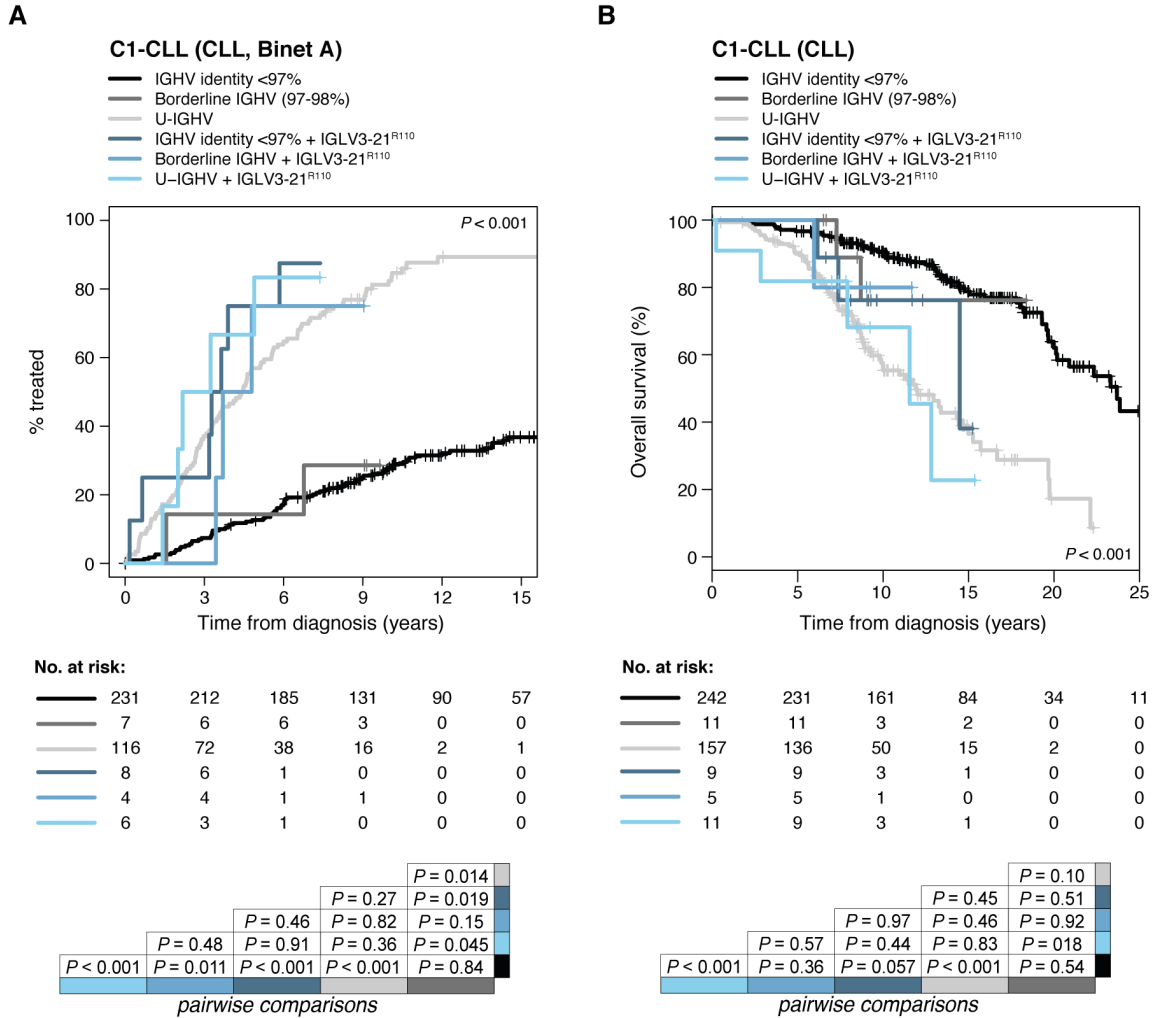 A
C1-CLL (CLL, Binet A)
IGHV identity <97%
Borderline IGHV (97-98%)
U-IGHV
IGHV identity <97% + IGLV3-21R110
Borderline IGHV + IGLV3-21R110
U−IGHV + IGLV3-21R110
P < 0.001
% treated
100
80
60
40
20
0
0 3 6 9 12 15
Time from diagnosis (years)
No. at risk:
231 212 185 131 90 57
7 6 6 3 0 0
116 72 38 16 2 1
8 6 1 0 0 0
4 4 1 1 0 0
6 3 1 0 0 0
P = 0.014
P = 0.27 P = 0.019
P = 0.46 P = 0.82 P = 0.15
P = 0.48 P = 0.91 P = 0.36 P = 0.045
P < 0.001 P = 0.011 P < 0.001 P < 0.001 P = 0.84
pairwise comparisons
B
C1-CLL (CLL)
IGHV identity <97%
Borderline IGHV (97-98%)
U-IGHV
IGHV identity <97% + IGLV3-21R110
Borderline IGHV + IGLV3-21R110
U−IGHV + IGLV3-21R110
Overall survival (%)
100
80
60
40
20
0
P < 0.001
0 5 10 15 20 25
Time from diagnosis (years)
No. at risk:
242 231 161 84 34 11
11 11 3 2 0 0
157 136 50 15 2 0
9 9 3 1 0 0
5 5 1 0 0 0
11 9 3 1 0 0
P = 0.10
P = 0.45 P = 0.51
P = 0.97 P = 0.46 P = 0.92
P = 0.57 P = 0.44 P = 0.83 P = 018
P < 0.001 P = 0.36 P = 0.057 P < 0.001 P = 0.54
pairwise comparisons